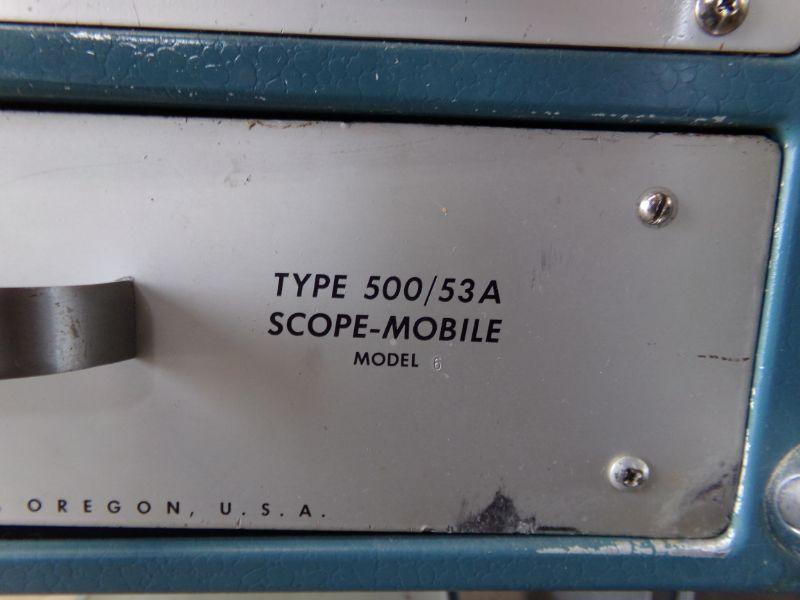 TYPE 500/53A
SCOPE-MOBILE
MODEL 6
OREGON, U.S.A.